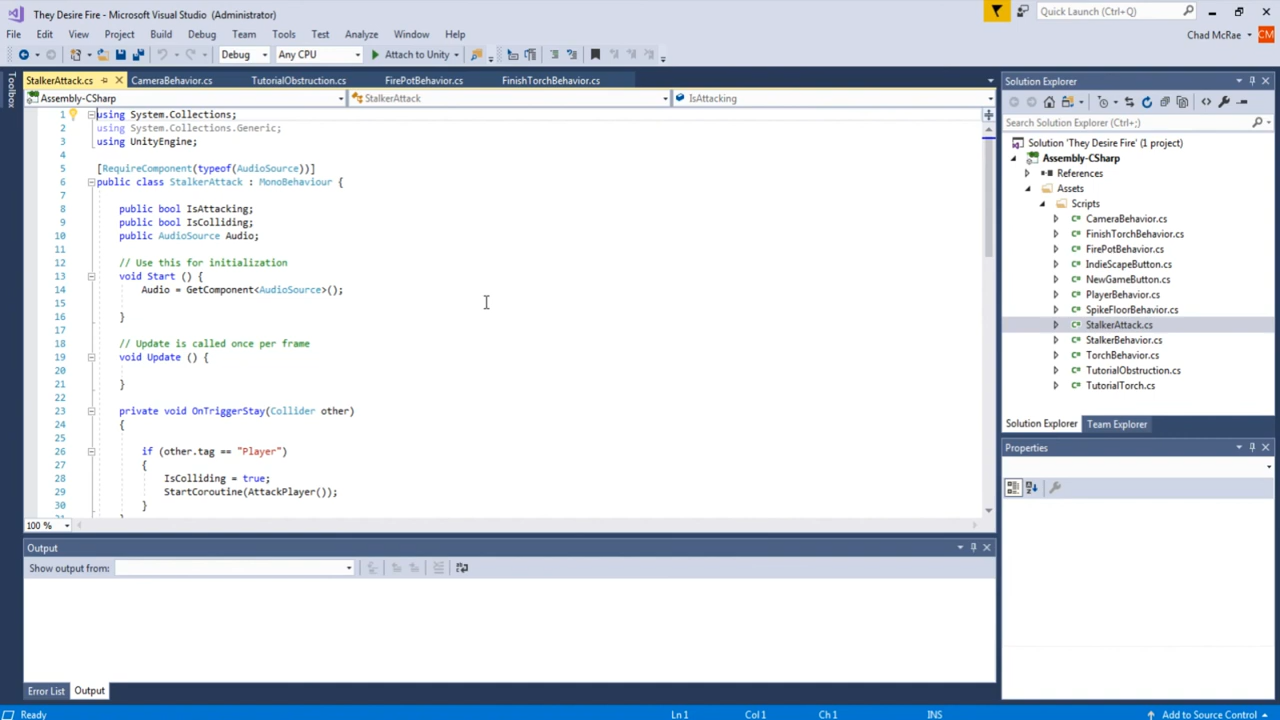 They Desire Fire - Microsoft Visual Studio (Administrator)
Quick Launch (Ctrl+Q)
File Edit View Project Build Debug Team Tools Test Analyze Window Help
Chad McRae CM
Debug Any CPU Attach to Unity
Toolbox
StalkerAttack.cs CameraBehavior.cs TutorialObstruction.cs FirePotBehavior.cs FinishTorchBehavior.cs
Assembly-CSharp StalkerAttack IsAttacking
1 using System.Collections;
2 using System.Collections.Generic;
3 using UnityEngine;
4
5 [RequireComponent(typeof(AudioSource))]
6 public class StalkerAttack : MonoBehaviour {
7
8 public bool IsAttacking;
9 public bool IsColliding;
10 public AudioSource Audio;
11
12 // Use this for initialization
13 void Start () {
14 Audio = GetComponent<AudioSource>();
15
16 }
17
18 // Update is called once per frame
19 void Update () {
20
21 }
22
23 private void OnTriggerStay(Collider other)
24 {
25
26 if (other.tag == "Player")
27 {
28 IsColliding = true;
29 StartCoroutine(AttackPlayer());
30 }
100 %
Output
Show output from:
Error List Output
Solution Explorer
Search Solution Explorer (Ctrl+;)
Solution 'They Desire Fire' (1 project)
Assembly-CSharp
References
Assets
Scripts
CameraBehavior.cs
FinishTorchBehavior.cs
FirePotBehavior.cs
IndieScapeButton.cs
NewGameButton.cs
PlayerBehavior.cs
SpikeFloorBehavior.cs
StalkerAttack.cs
StalkerBehavior.cs
TorchBehavior.cs
TutorialObstruction.cs
TutorialTorch.cs
Solution Explorer Team Explorer
Properties
Ready Ln 1 Col 1 Ch 1 INS Add to Source Control